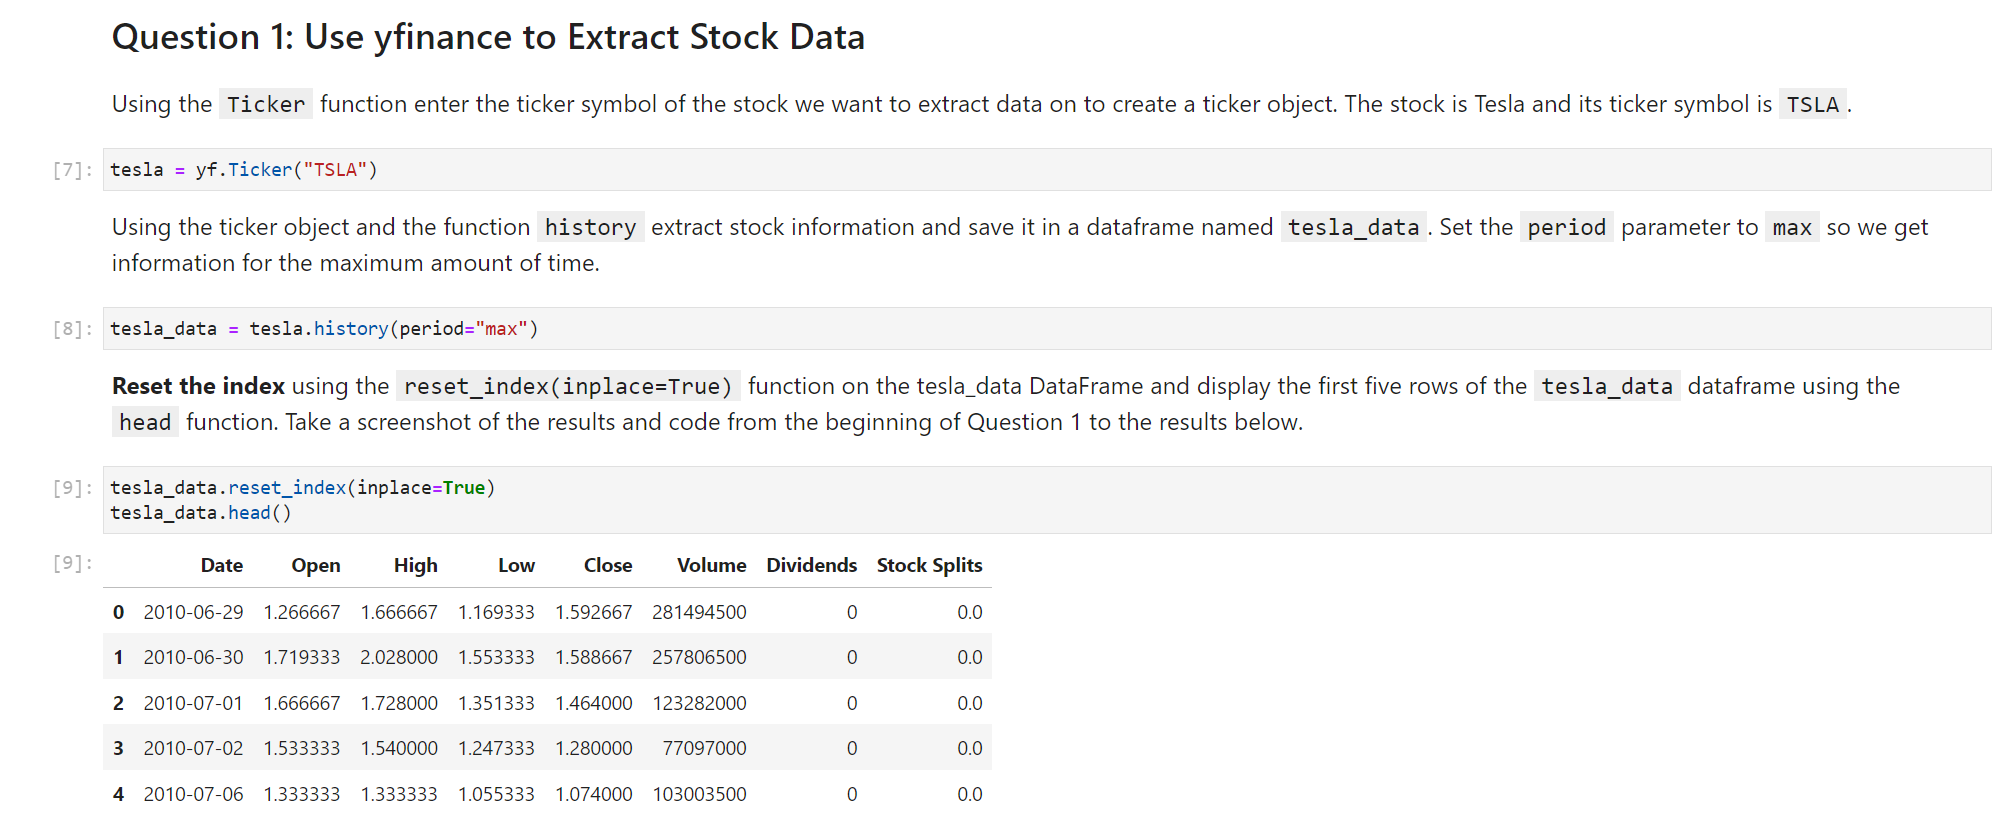 Question 1: Use yfinance to Extract Stock Data
Using the Ticker function enter the ticker symbol of the stock we want to extract data on to create a ticker object. The stock is Tesla and its ticker symbol is TSLA .
[7]: tesla = yf.Ticker("TSLA")
Using the ticker object and the function history extract stock information and save it in a dataframe named tesla_data . Set the period parameter to max so we get
information for the maximum amount of time.
[8]: tesla_data = tesla.history(period="max")
Reset the index using the reset_index(inplace=True) function on the tesla_data DataFrame and display the first five rows of the tesla_data dataframe using the
head function. Take a screenshot of the results and code from the beginning of Question 1 to the results below.
[9]: tesla_data.reset_index(inplace=True)
tesla_data.head()
[9]: Date Open High Low Close Volume Dividends Stock Splits
0 2010-06-29 1.266667 1.666667 1.169333 1.592667 281494500 0 0.0
1 2010-06-30 1.719333 2.028000 1.553333 1.588667 257806500 0 0.0
2 2010-07-01 1.666667 1.728000 1.351333 1.464000 123282000 0 0.0
3 2010-07-02 1.533333 1.540000 1.247333 1.280000 77097000 0 0.0
4 2010-07-06 1.333333 1.333333 1.055333 1.074000 103003500 0 0.0